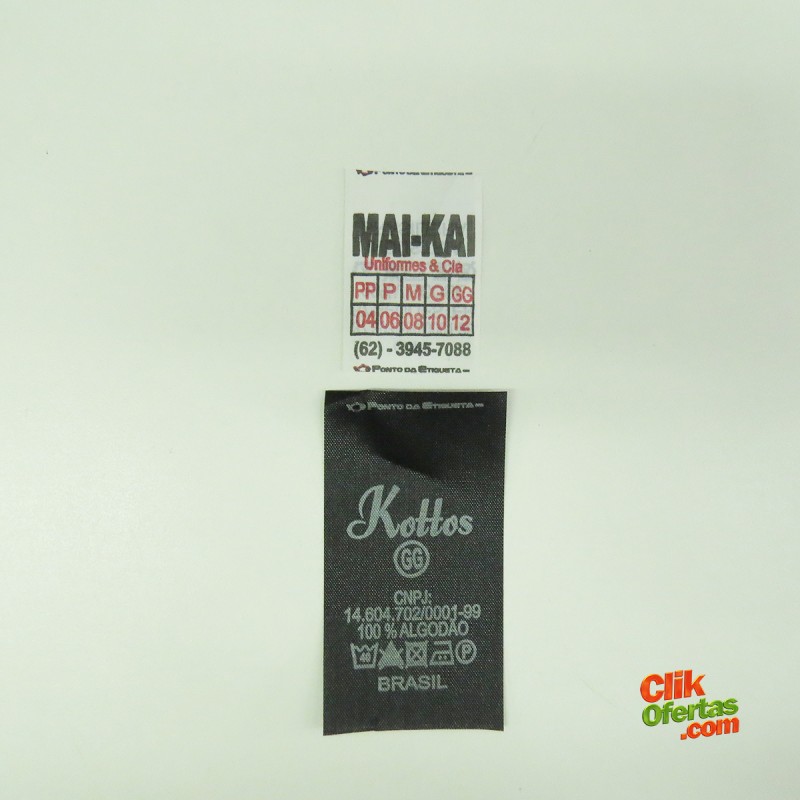 MAI-KAI
Uniformes & Cia
PP P M G GG
04 06 08 10 12
(62) - 3945-7088
PONTO DA ETIQUETA
PONTO DA ETIQUETA
Kottos
GG
CNPJ:
14.604.702/0001-99
100 % ALGODÃO
40 P
BRASIL
Clik
Ofertas
.com